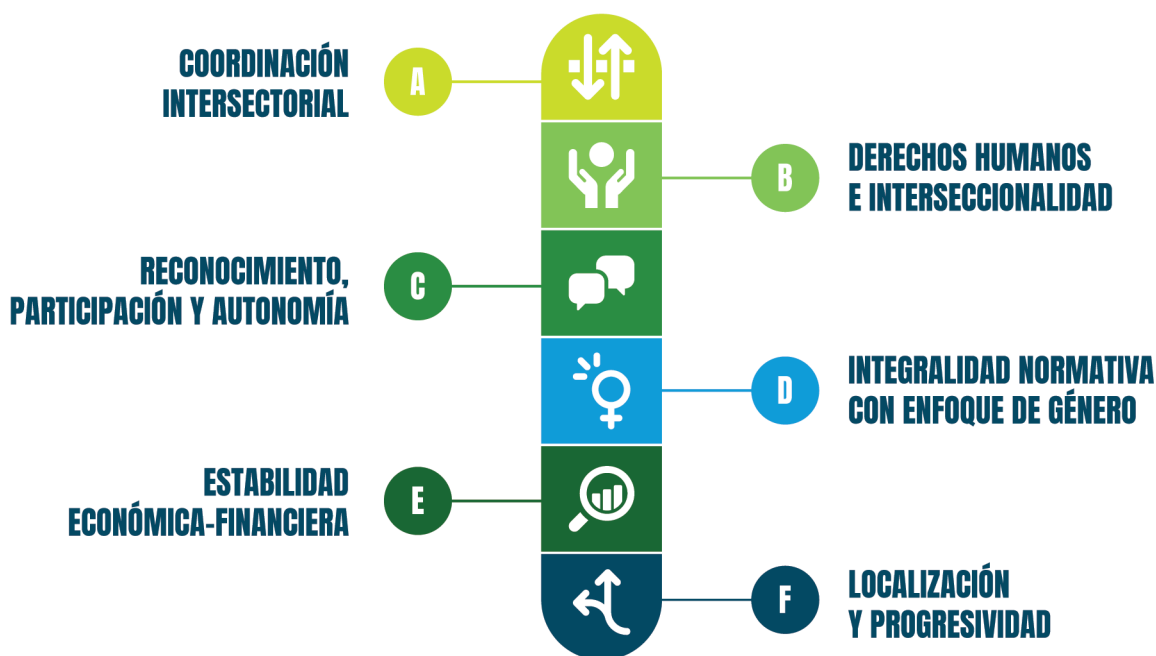 COORDINACIÓN
INTERSECTORIAL
A
B
DERECHOS HUMANOS
E INTERSECCIONALIDAD
RECONOCIMIENTO,
PARTICIPACIÓN Y AUTONOMÍA
C
D
INTEGRALIDAD NORMATIVA
CON ENFOQUE DE GÉNERO
ESTABILIDAD
ECONÓMICA-FINANCIERA
E
F
LOCALIZACIÓN
Y PROGRESIVIDAD